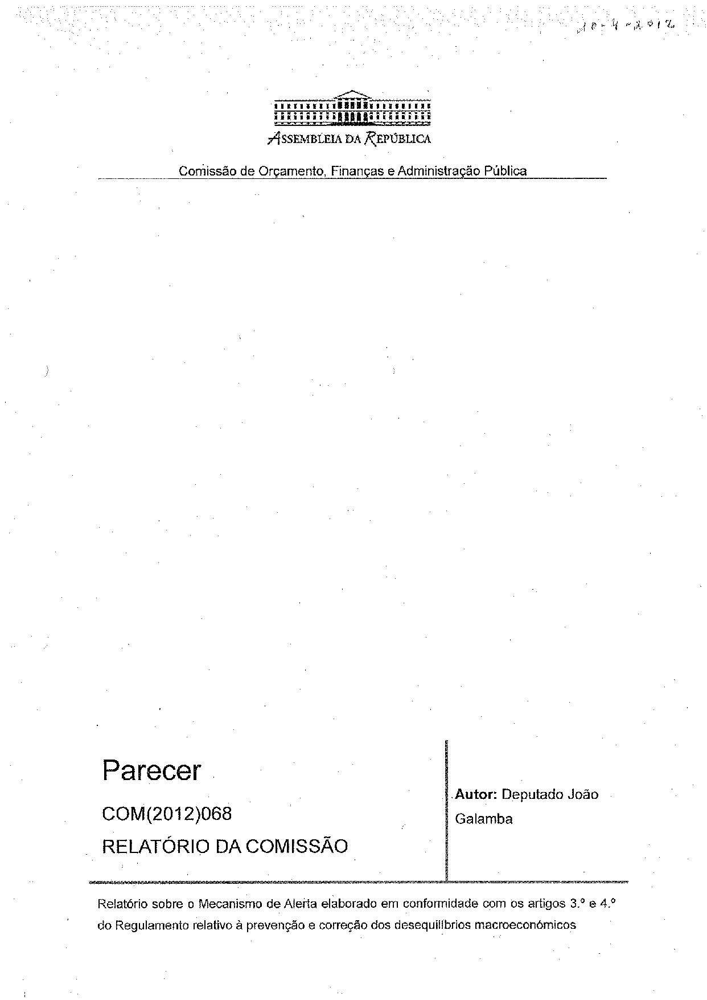 10-4-2012
ASSEMBLEIA DA REPÚBLICA
Comissão de Orçamento, Finanças e Administração Pública
Parecer
COM(2012)068
RELATÓRIO DA COMISSÃO
Autor: Deputado João
Galamba
Relatório sobre o Mecanismo de Alerta elaborado em conformidade com os artigos 3.º e 4.º
do Regulamento relativo à prevenção e correção dos desequilíbrios macroeconómicos